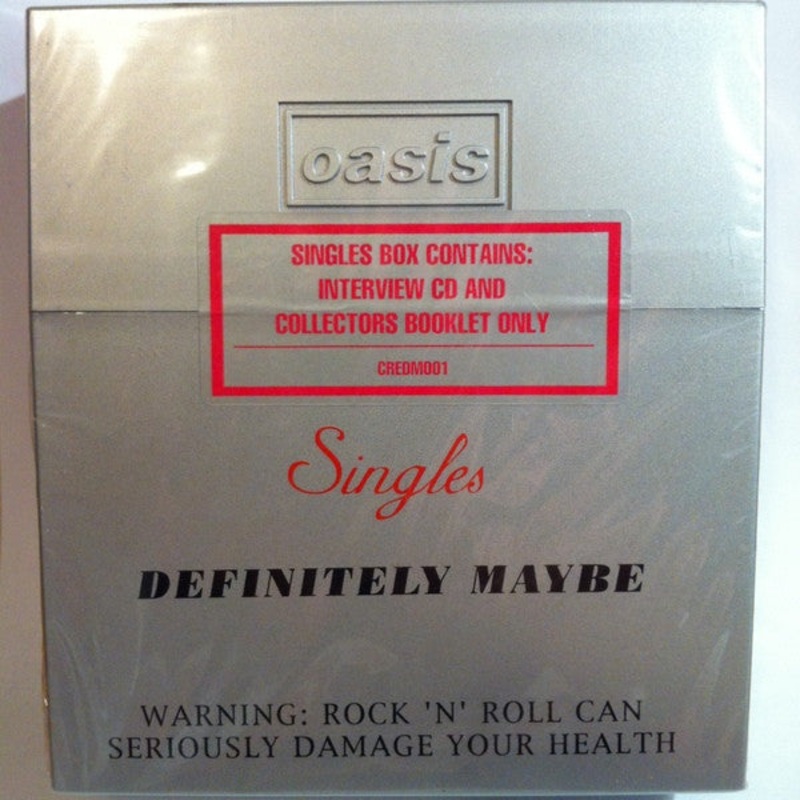 oasis
SINGLES BOX CONTAINS:
INTERVIEW CD AND
COLLECTORS BOOKLET ONLY
CREDM001
Singles
DEFINITELY MAYBE
WARNING: ROCK 'N' ROLL CAN
SERIOUSLY DAMAGE YOUR HEALTH